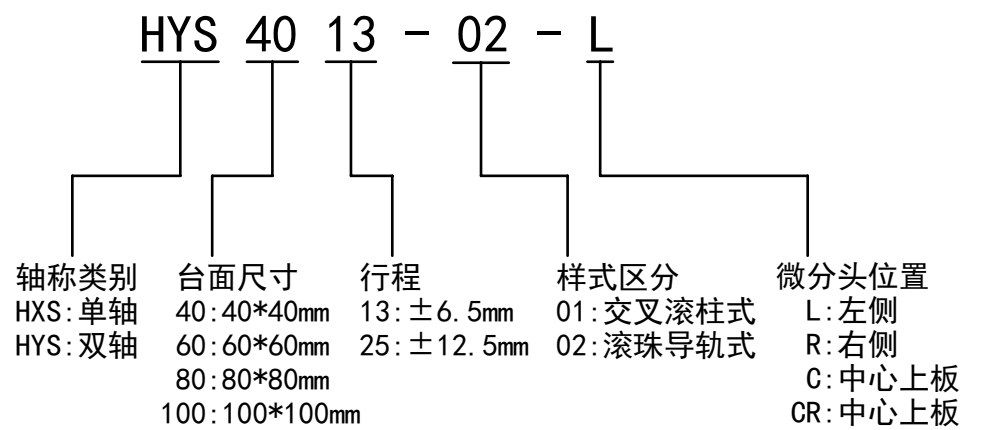 HYS 40 13 - 02 - L
轴称类别 台面尺寸 行程 样式区分 微分头位置
HXS:单轴 40:40*40mm 13:±6.5mm 01:交叉滚柱式 L:左侧
HYS:双轴 60:60*60mm 25:±12.5mm 02:滚珠导轨式 R:右侧
80:80*80mm C:中心上板
100:100*100mm CR:中心上板